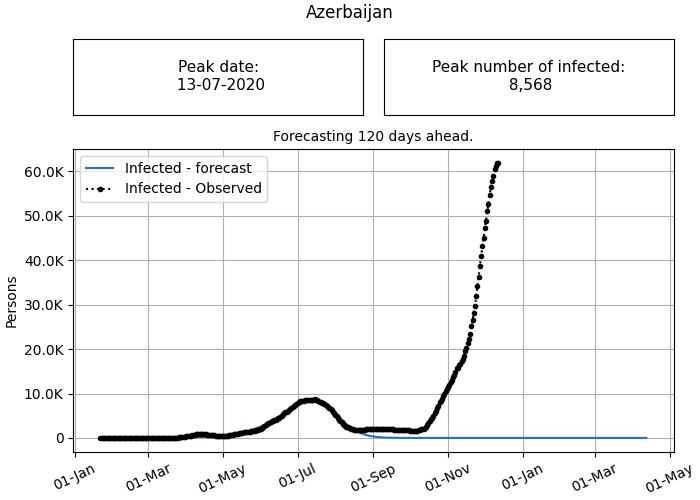 Azerbaijan
Peak date:
13-07-2020
Peak number of infected:
8,568
Forecasting 120 days ahead.
Infected - forecast
Infected - Observed
60.0K
50.0K
40.0K
30.0K
20.0K
10.0K
0
Persons
01-Jan
01-Mar
01-May
01-Jul
01-Sep
01-Nov
01-Jan
01-Mar
01-May